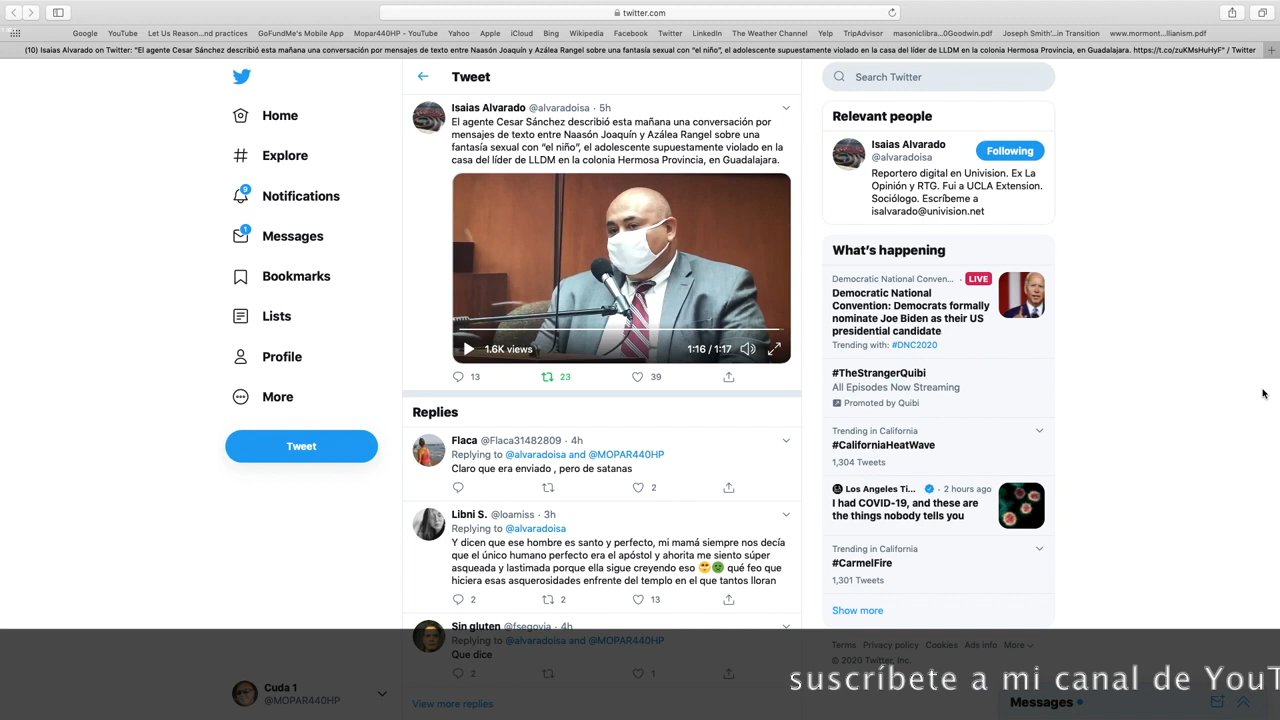 twitter.com
Google YouTube Let Us Reason...nd practices GoFundMe's Mobile App Mopar440HP - YouTube Yahoo Apple iCloud Bing Wikipedia Facebook Twitter LinkedIn The Weather Channel Yelp TripAdvisor masoniclibra...0Goodwin.pdf Joseph Smith'...in Transition www.mormont...llianism.pdf
(10) Isaias Alvarado on Twitter: "El agente Cesar Sánchez describió esta mañana una conversación por mensajes de texto entre Naasón Joaquín y Azálea Rangel sobre una fantasía sexual con “el niño”, el adolescente supuestamente violado en la casa del líder de LLDM en la colonia Hermosa Provincia, en Guadalajara. https://t.co/zuKMsHuHyF" / Twitter
Home
Explore
9
Notifications
1
Messages
Bookmarks
Lists
Profile
More
Tweet
Cuda 1
@MOPAR440HP
Tweet
Isaias Alvarado @alvaradoisa · 5h
El agente Cesar Sánchez describió esta mañana una conversación por
mensajes de texto entre Naasón Joaquín y Azálea Rangel sobre una
fantasía sexual con “el niño”, el adolescente supuestamente violado en la
casa del líder de LLDM en la colonia Hermosa Provincia, en Guadalajara.
1.6K views 1:16 / 1:17
13 23 39
Replies
Flaca @Flaca31482809 · 4h
Replying to @alvaradoisa and @MOPAR440HP
Claro que era enviado , pero de satanas
2
Libni S. @loamiss · 3h
Replying to @alvaradoisa
Y dicen que ese hombre es santo y perfecto, mi mamá siempre nos decía
que el único humano perfecto era el apóstol y ahorita me siento súper
asqueada y lastimada porque ella sigue creyendo eso 🙄🤢 qué feo que
hiciera esas asquerosidades enfrente del templo en el que tantos lloran
2 2 13
Sin gluten @fsegovia · 4h
Replying to @alvaradoisa and @MOPAR440HP
Que dice
2 1
View more replies
Search Twitter
Relevant people
Isaias Alvarado
@alvaradoisa
Following
Reportero digital en Univision. Ex La
Opinión y RTG. Fui a UCLA Extension.
Sociólogo. Escríbeme a
isalvarado@univision.net
What's happening
Democratic National Conven... · LIVE
Democratic National
Convention: Democrats formally
nominate Joe Biden as their US
presidential candidate
Trending with: #DNC2020
#TheStrangerQuibi
All Episodes Now Streaming
Promoted by Quibi
Trending in California
#CaliforniaHeatWave
1,304 Tweets
Los Angeles Ti... · 2 hours ago
I had COVID-19, and these are
the things nobody tells you
Trending in California
#CarmelFire
1,301 Tweets
Show more
Terms Privacy policy Cookies Ads info More
© 2020 Twitter, Inc.
suscríbete a mi canal de YouT
Messages